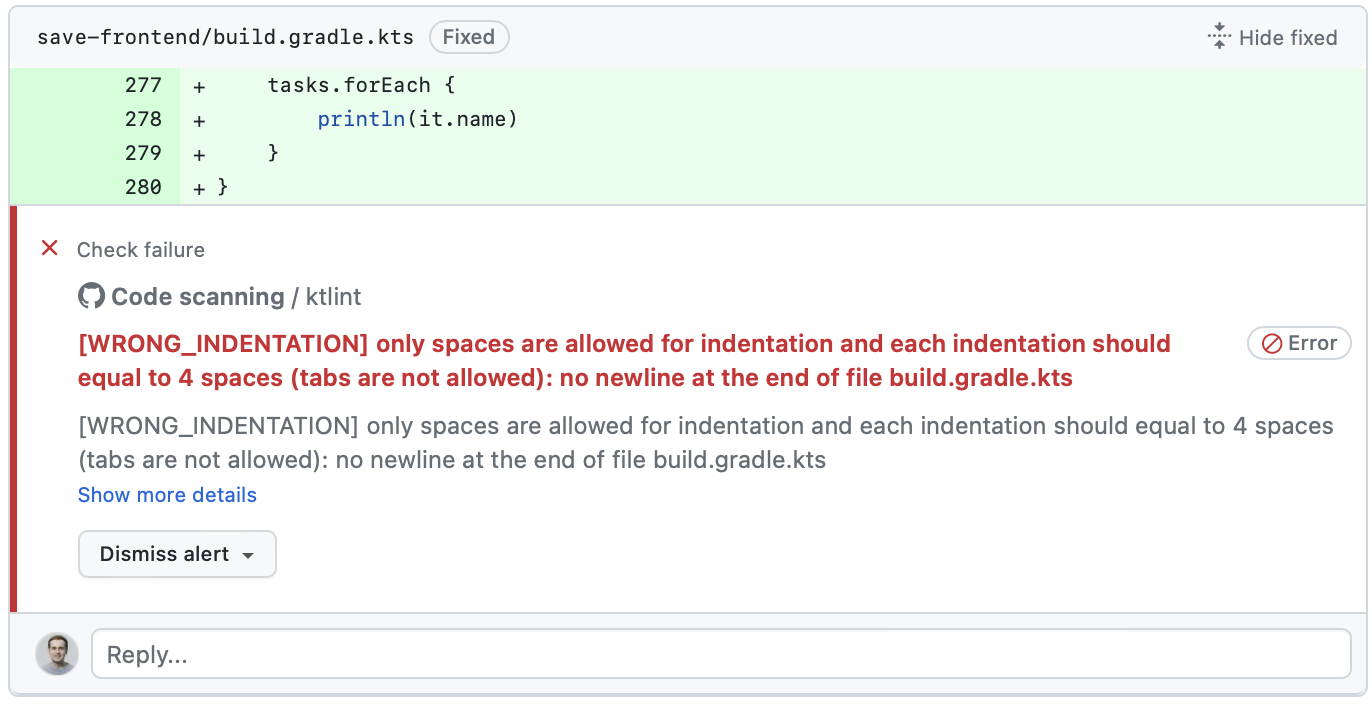 save-frontend/build.gradle.kts Fixed Hide fixed
277 + tasks.forEach {
278 + println(it.name)
279 + }
280 + }
Check failure
Code scanning / ktlint
[WRONG_INDENTATION] only spaces are allowed for indentation and each indentation should
equal to 4 spaces (tabs are not allowed): no newline at the end of file build.gradle.kts
Error
[WRONG_INDENTATION] only spaces are allowed for indentation and each indentation should equal to 4 spaces
(tabs are not allowed): no newline at the end of file build.gradle.kts
Show more details
Dismiss alert
Reply...